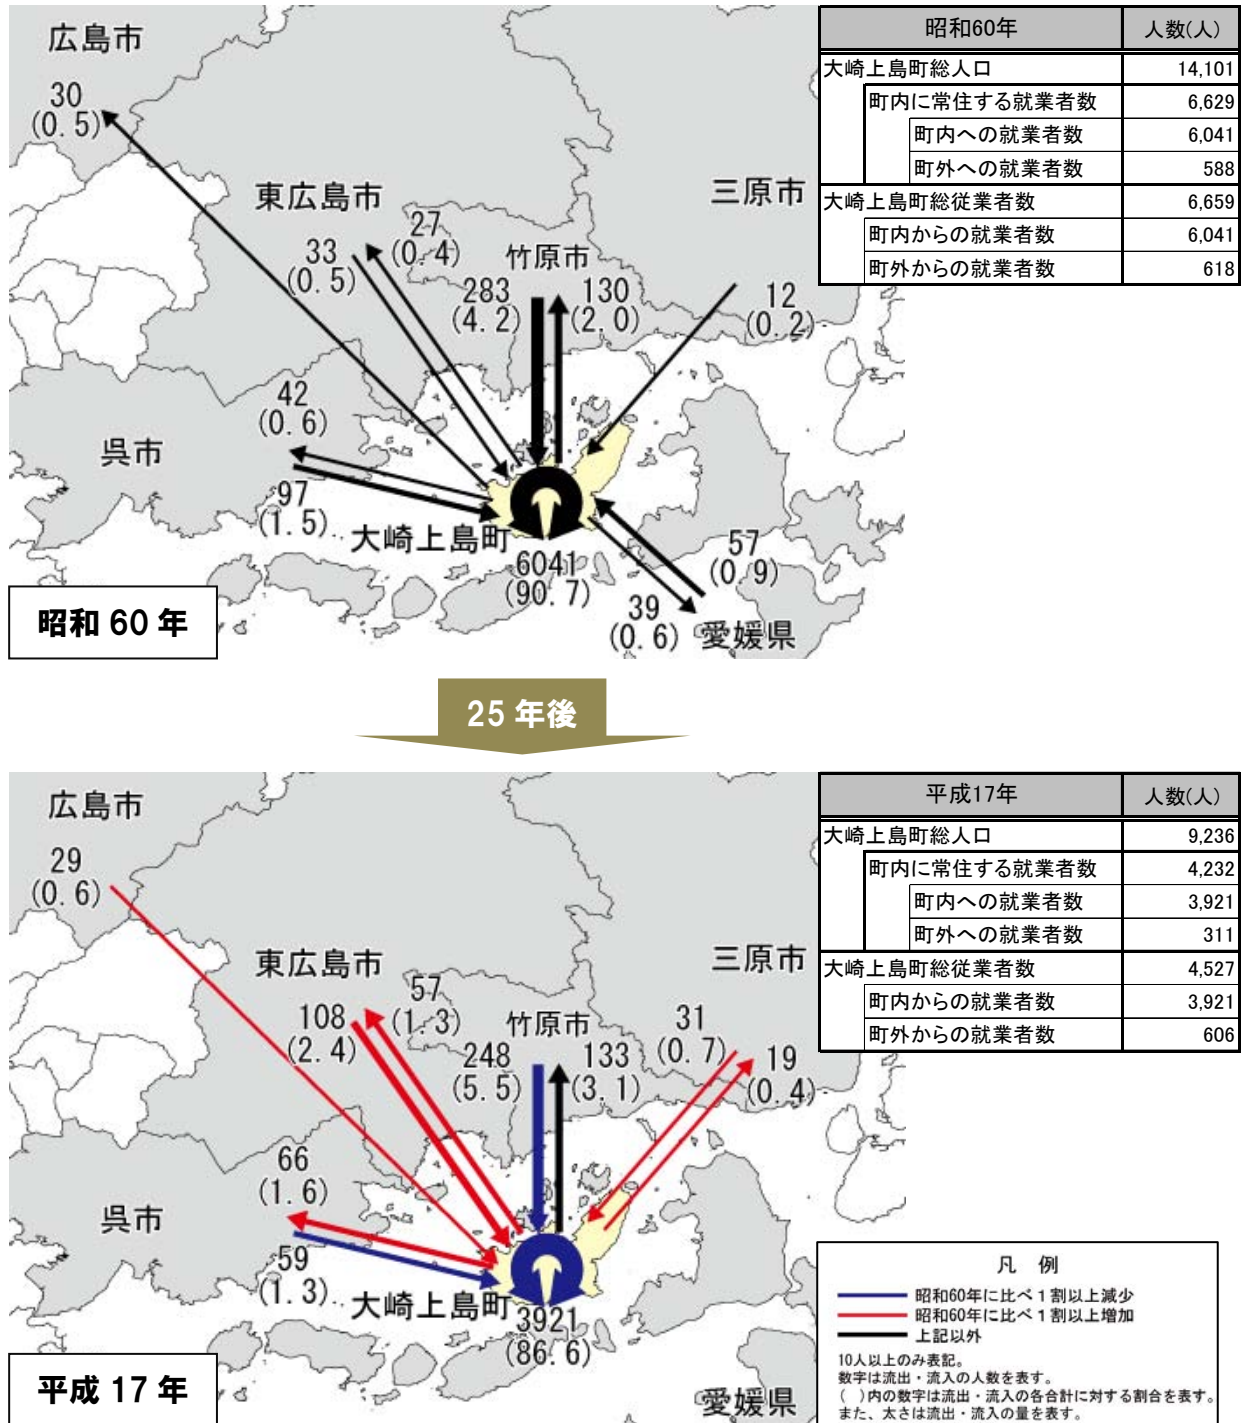 広島市
30
(0.5)
東広島市
27
(0.4)
33
(0.5)
三原市
竹原市
283
(4.2)
130
(2.0)
12
(0.2)
42
(0.6)
呉市
97
(1.5)
大崎上島町
6041
(90.7)
57
(0.9)
39
(0.6)
愛媛県
昭和 60 年
昭和60年 人数(人)
大崎上島町総人口 14,101
町内に常住する就業者数 6,629
町内への就業者数 6,041
町外への就業者数 588
大崎上島町総従業者数 6,659
町内からの就業者数 6,041
町外からの就業者数 618
25 年後
広島市
29
(0.6)
東広島市
57
(1.3)
108
(2.4)
三原市
竹原市
248
(5.5)
133
(3.1)
31
(0.7)
19
(0.4)
66
(1.6)
呉市
59
(1.3)
大崎上島町
3921
(86.6)
愛媛県
平成 17 年
平成17年 人数(人)
大崎上島町総人口 9,236
町内に常住する就業者数 4,232
町内への就業者数 3,921
町外への就業者数 311
大崎上島町総従業者数 4,527
町内からの就業者数 3,921
町外からの就業者数 606
凡 例
昭和60年に比べ1割以上減少
昭和60年に比べ1割以上増加
上記以外
10人以上のみ表記。
数字は流出・流入の人数を表す。
( )内の数字は流出・流入の各合計に対する割合を表す。
また、太さは流出・流入の量を表す。